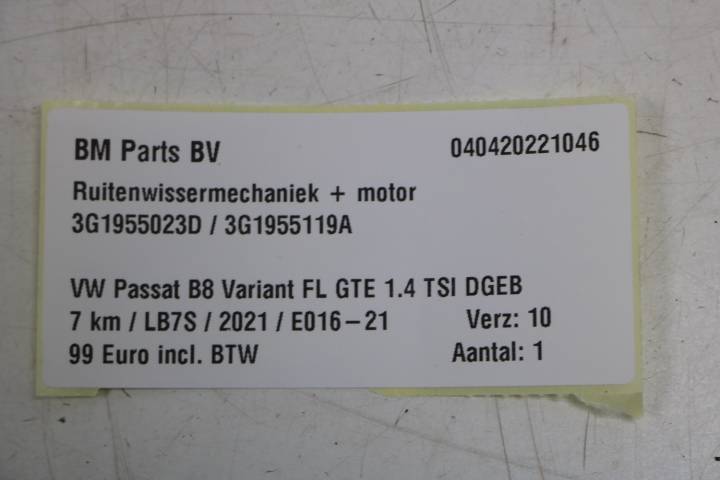 BM Parts BV 040420221046
Ruitenwissermechaniek + motor
3G1955023D / 3G1955119A
VW Passat B8 Variant FL GTE 1.4 TSI DGEB
7 km / LB7S / 2021 / E016-21 Verz: 10
99 Euro incl. BTW Aantal: 1